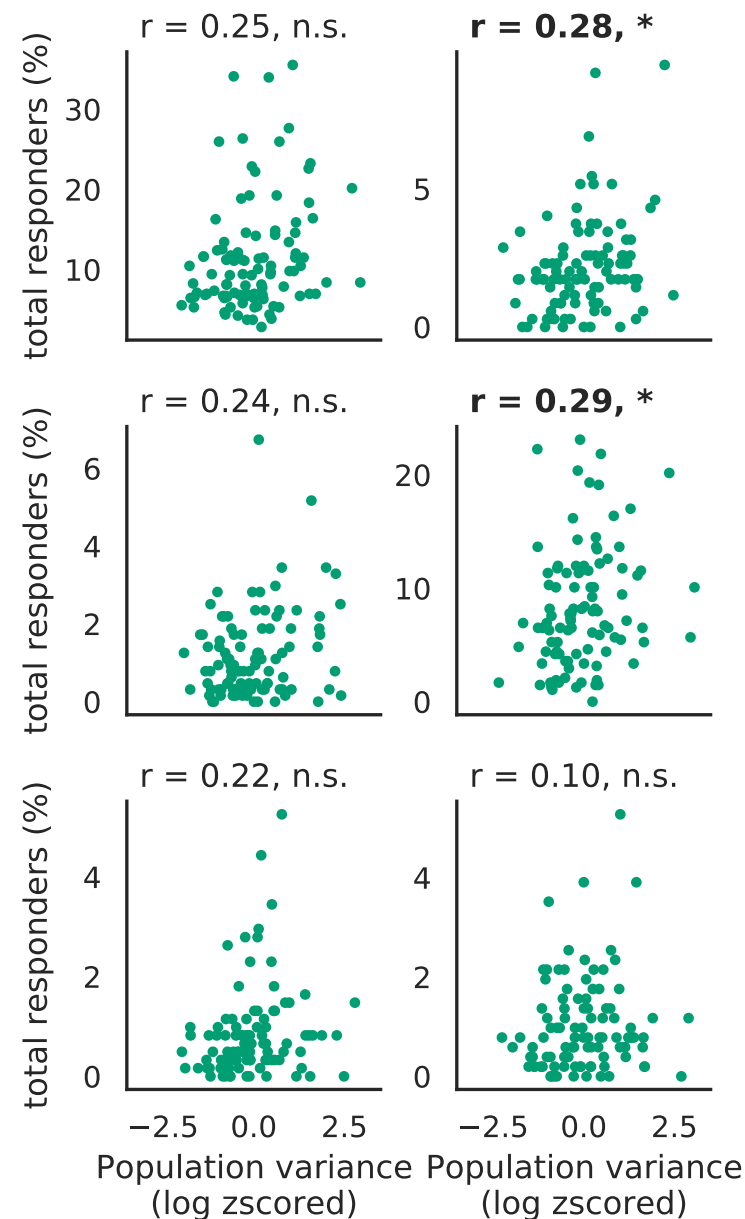 r = 0.25, n.s.
r = 0.28, *
total responders (%)
30
20
10
5
0
r = 0.24, n.s.
r = 0.29, *
total responders (%)
6
4
2
0
20
10
0
r = 0.22, n.s.
r = 0.10, n.s.
total responders (%)
4
2
0
4
2
0
−2.5 0.0 2.5
−2.5 0.0 2.5
Population variance
(log zscored)
Population variance
(log zscored)